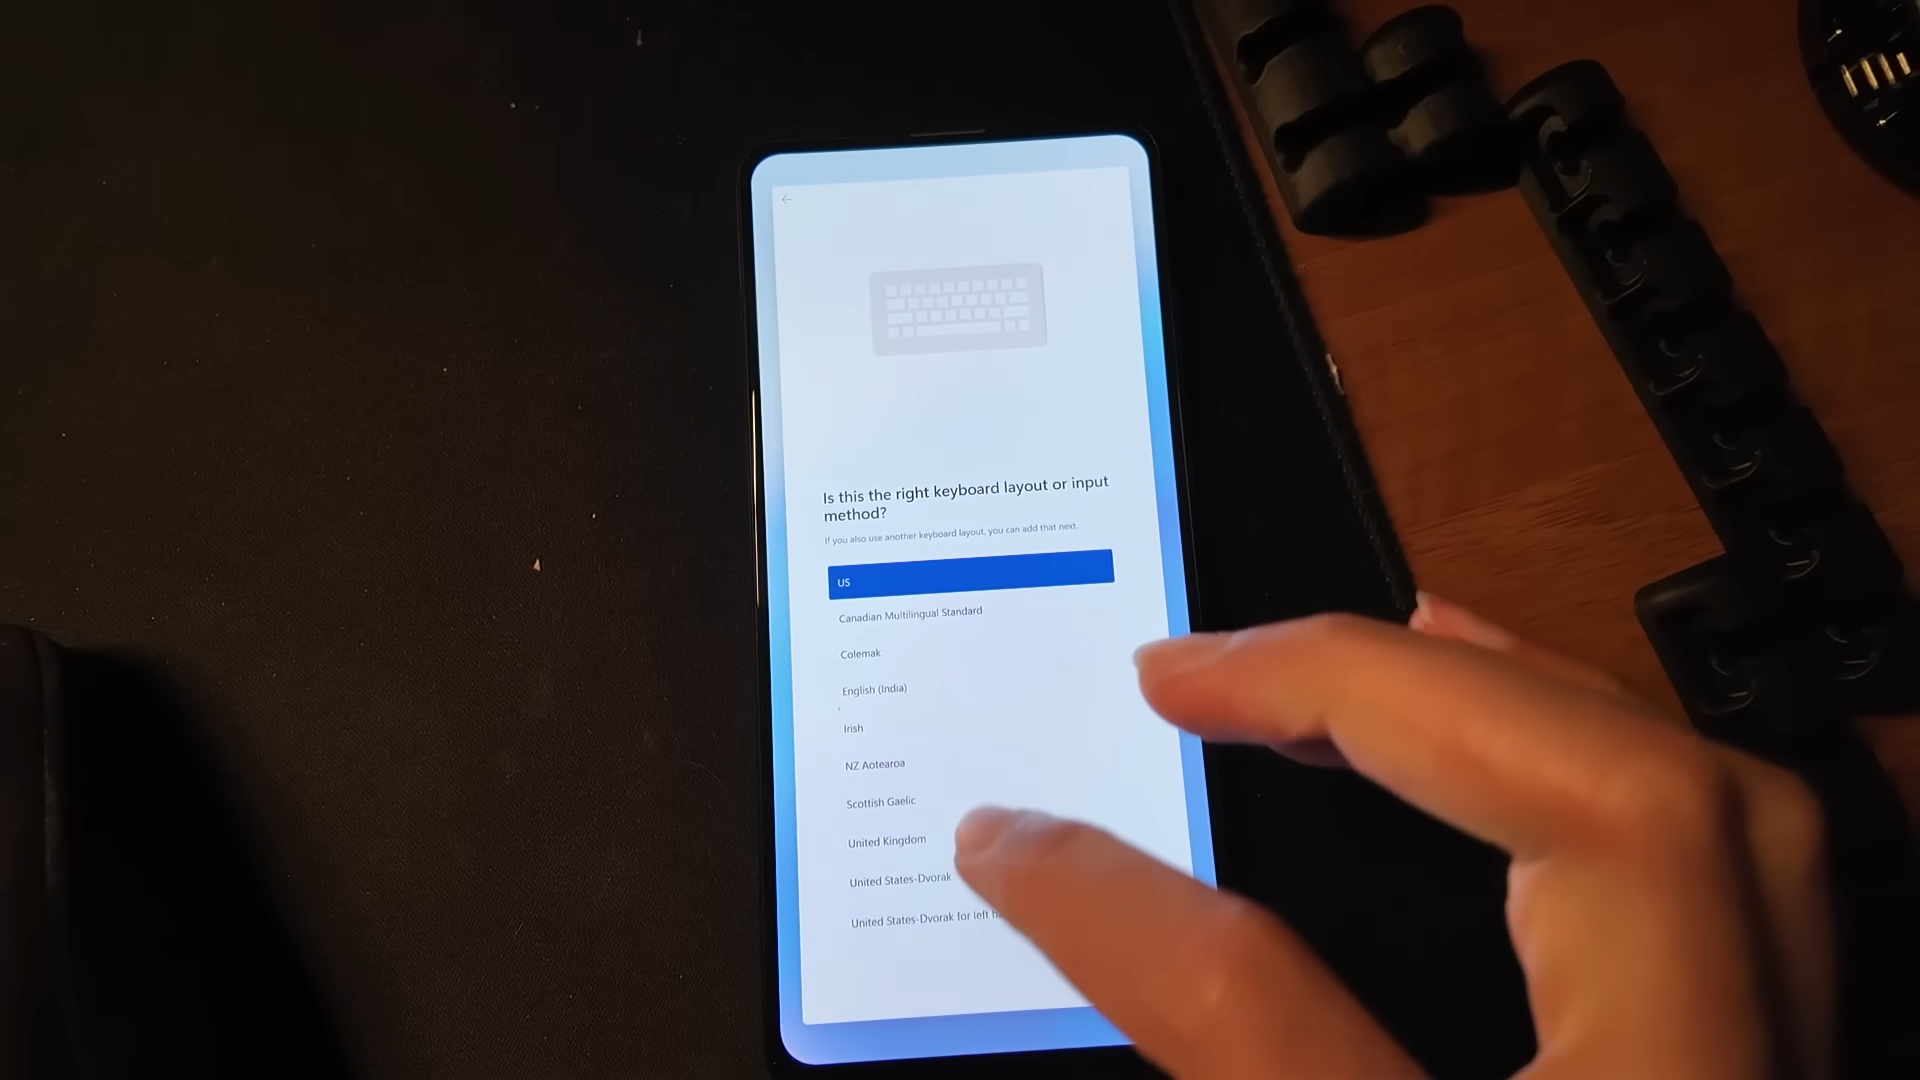 Is this the right keyboard layout or input
method?
If you also use another keyboard layout, you can add that next.
US
Canadian Multilingual Standard
Colemak
English (India)
Irish
NZ Aotearoa
Scottish Gaelic
United Kingdom
United States-Dvorak
United States-Dvorak for left